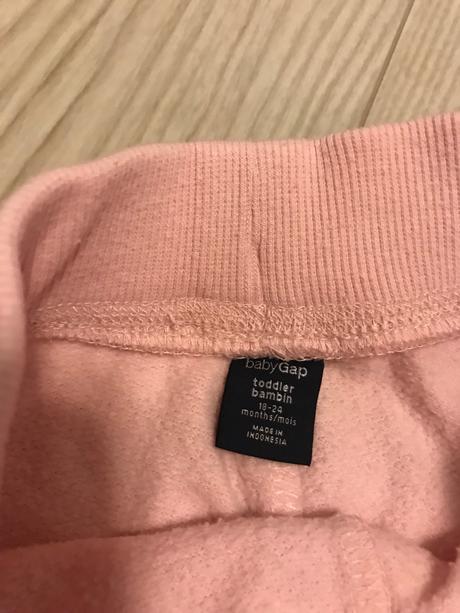 babyGap
toddler
bambin
18-24
months/mois
MADE IN
INDONESIA